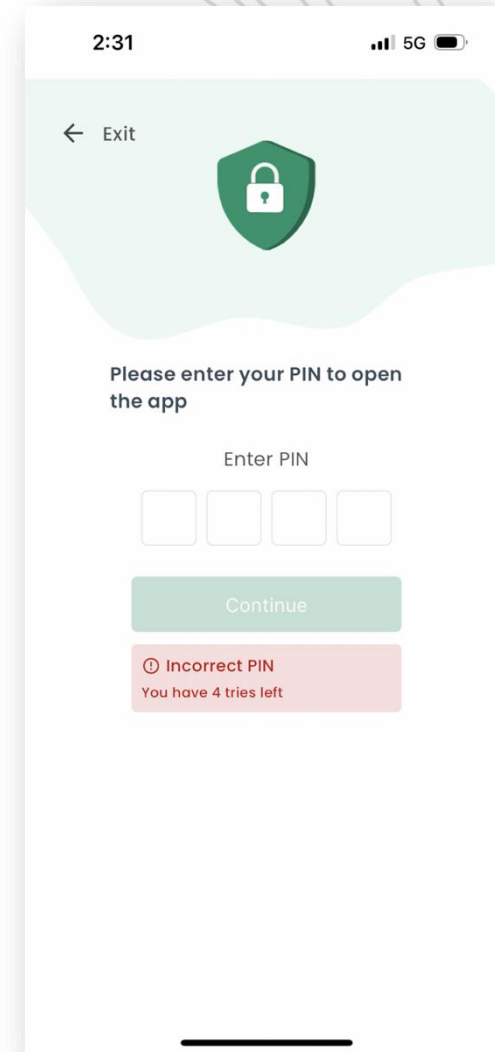 2:31 5G
← Exit
Please enter your PIN to open
the app
Enter PIN
Continue
Incorrect PIN
You have 4 tries left